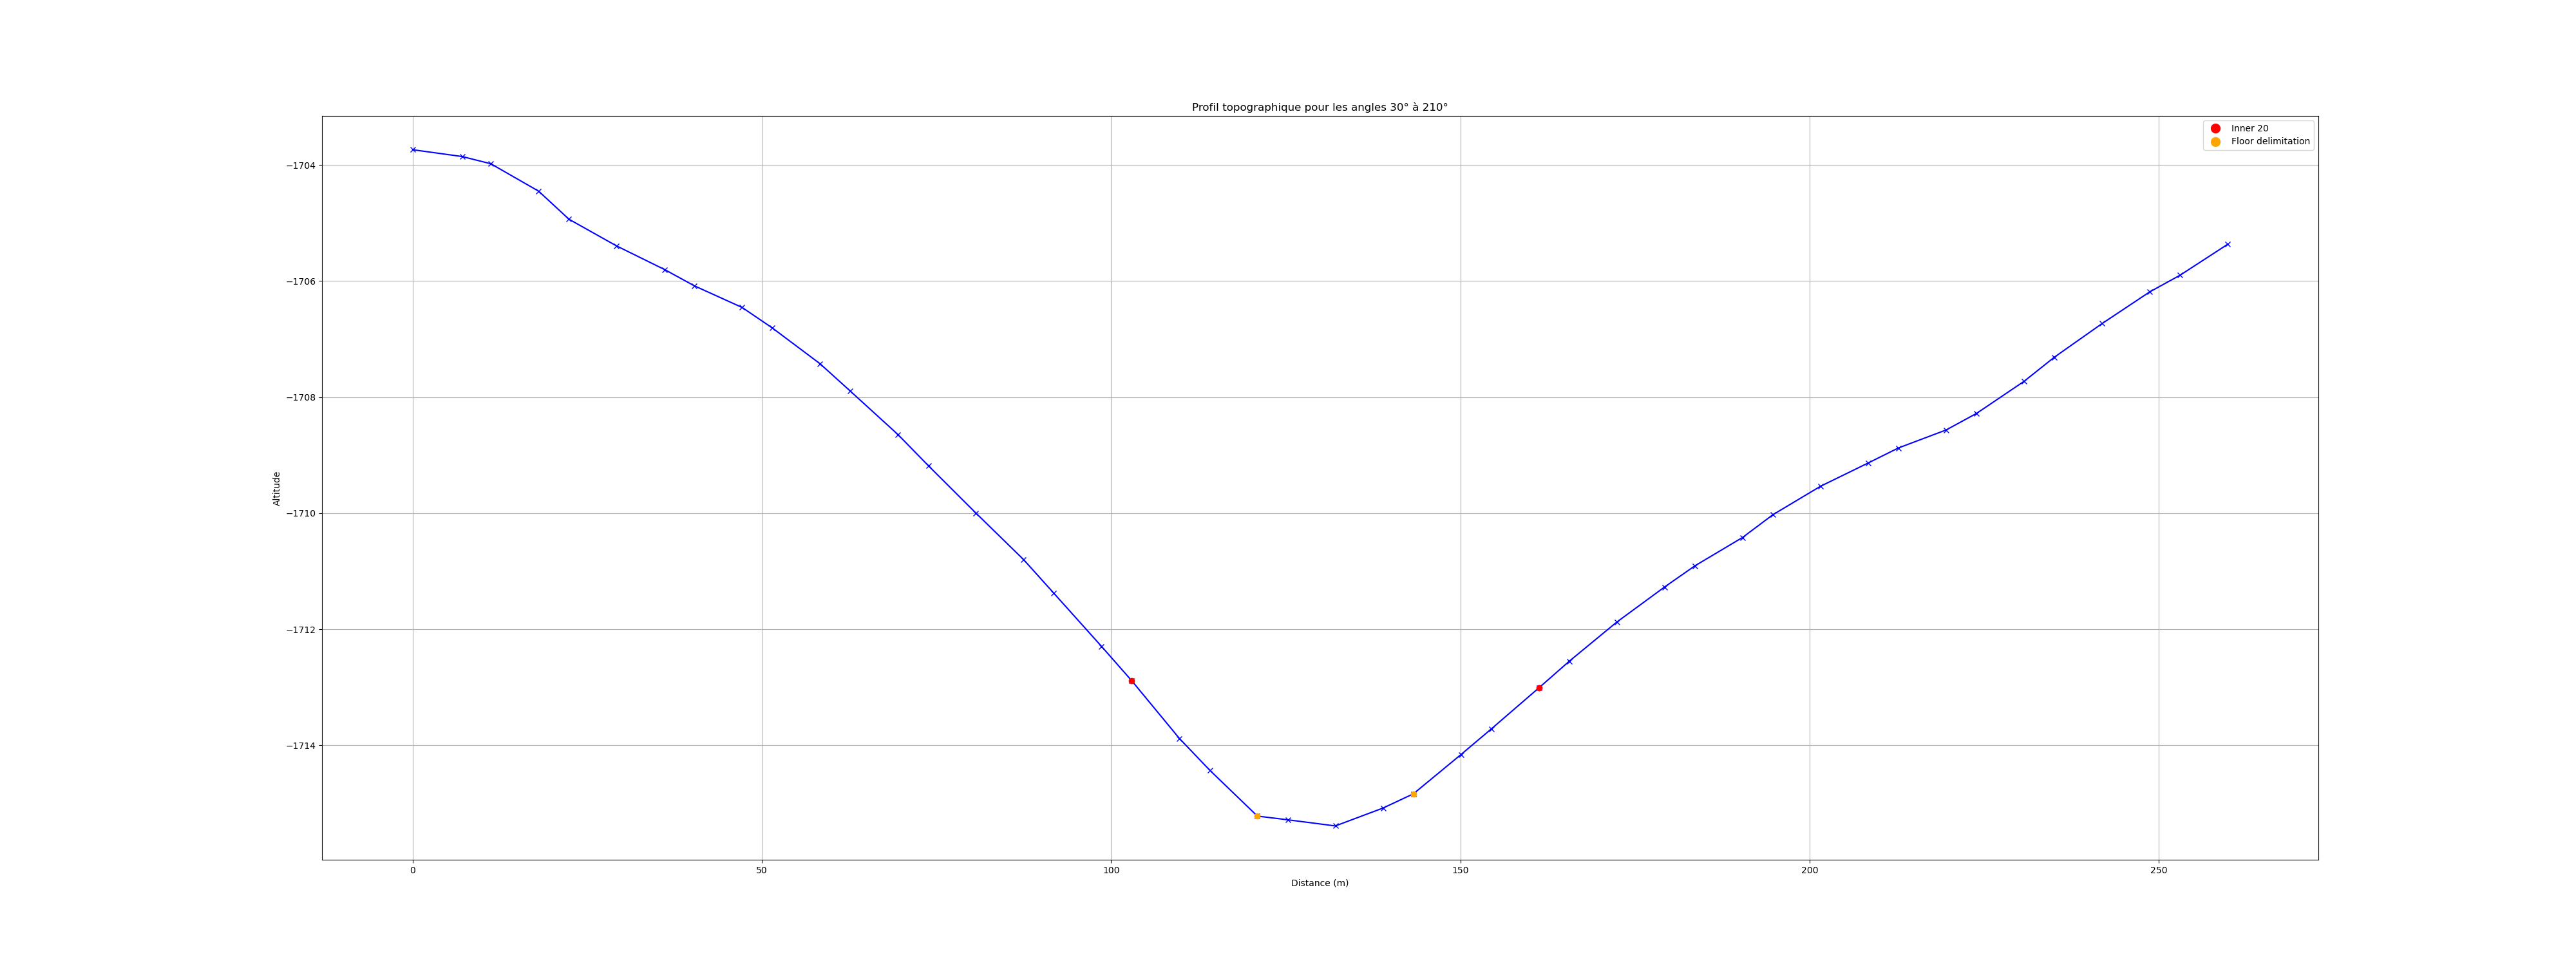 Profil topographique pour les angles 30° à 210°
Inner 20
Floor delimitation
Altitude
−1704
−1706
−1708
−1710
−1712
−1714
0
50
100
150
200
250
Distance (m)